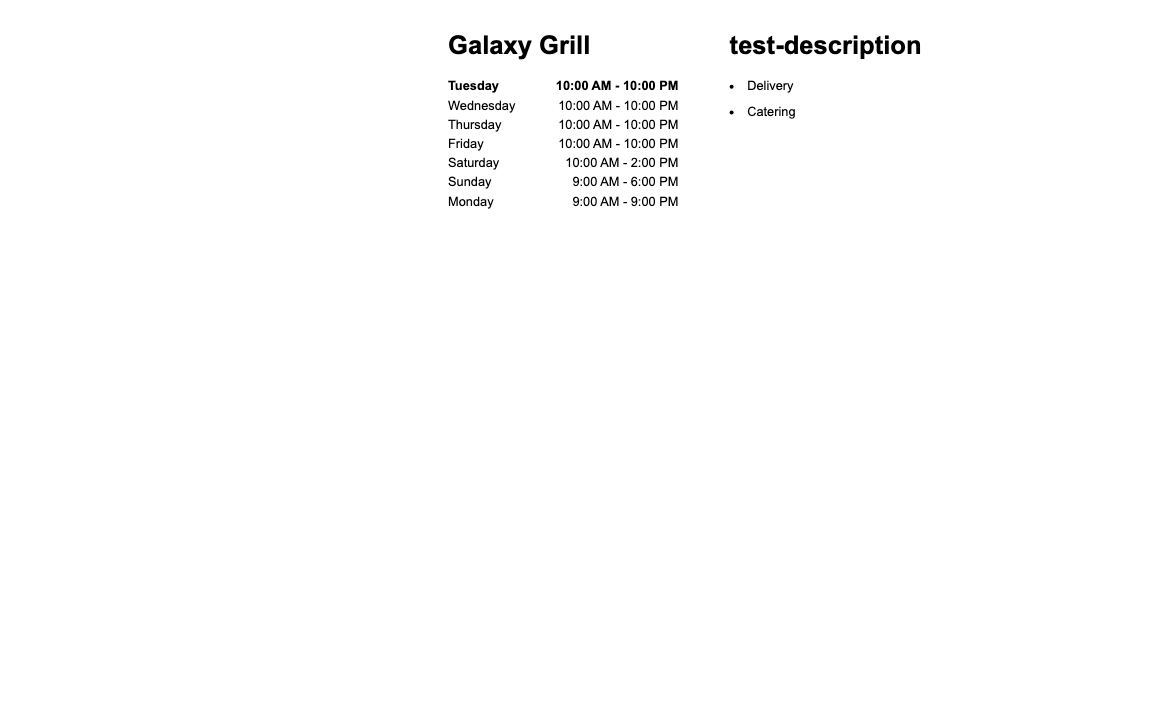 Galaxy Grill
Tuesday 10:00 AM - 10:00 PM
Wednesday 10:00 AM - 10:00 PM
Thursday 10:00 AM - 10:00 PM
Friday 10:00 AM - 10:00 PM
Saturday 10:00 AM - 2:00 PM
Sunday 9:00 AM - 6:00 PM
Monday 9:00 AM - 9:00 PM
test-description
• Delivery
• Catering